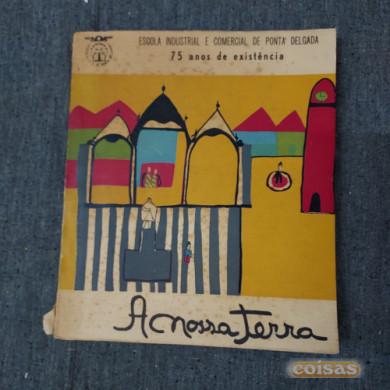 ESCOLA INDUSTRIAL E COMERCIAL DE PONTA DELGADA
75 anos de existência
A nossa terra
coisas